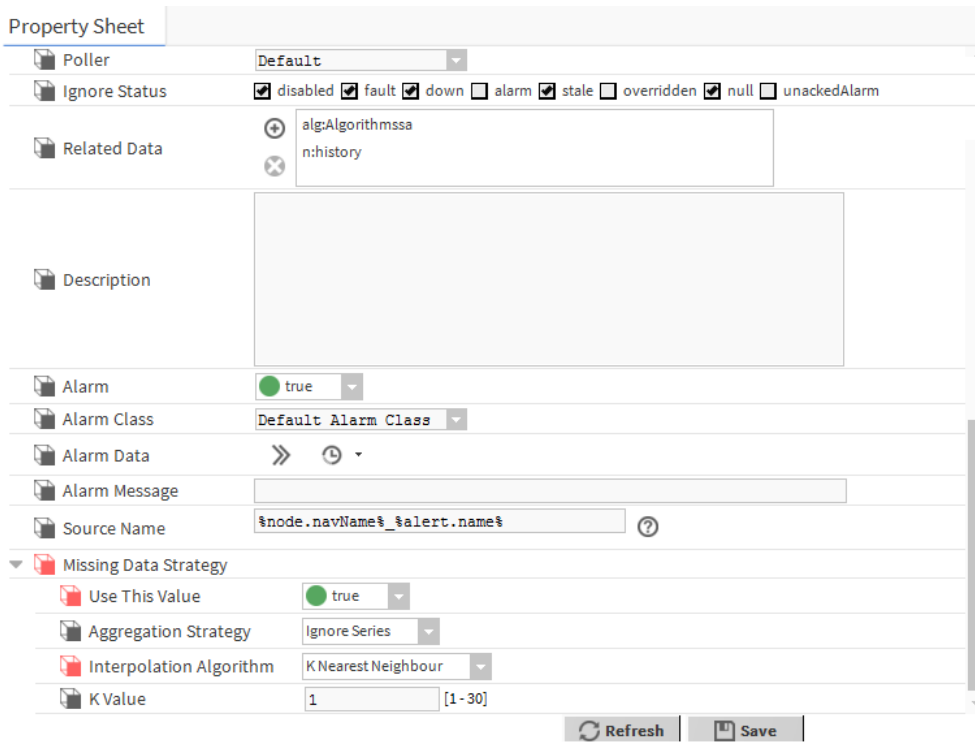 Property Sheet
Poller Default
Ignore Status disabled fault down alarm stale overridden null unackedAlarm
Related Data
alg:Algorithmssa
n:history
Description
Alarm true
Alarm Class Default Alarm Class
Alarm Data
Alarm Message
Source Name %node.navName%_%alert.name% ?
Missing Data Strategy
Use This Value true
Aggregation Strategy Ignore Series
Interpolation Algorithm K Nearest Neighbour
K Value 1 [1 - 30]
Refresh Save